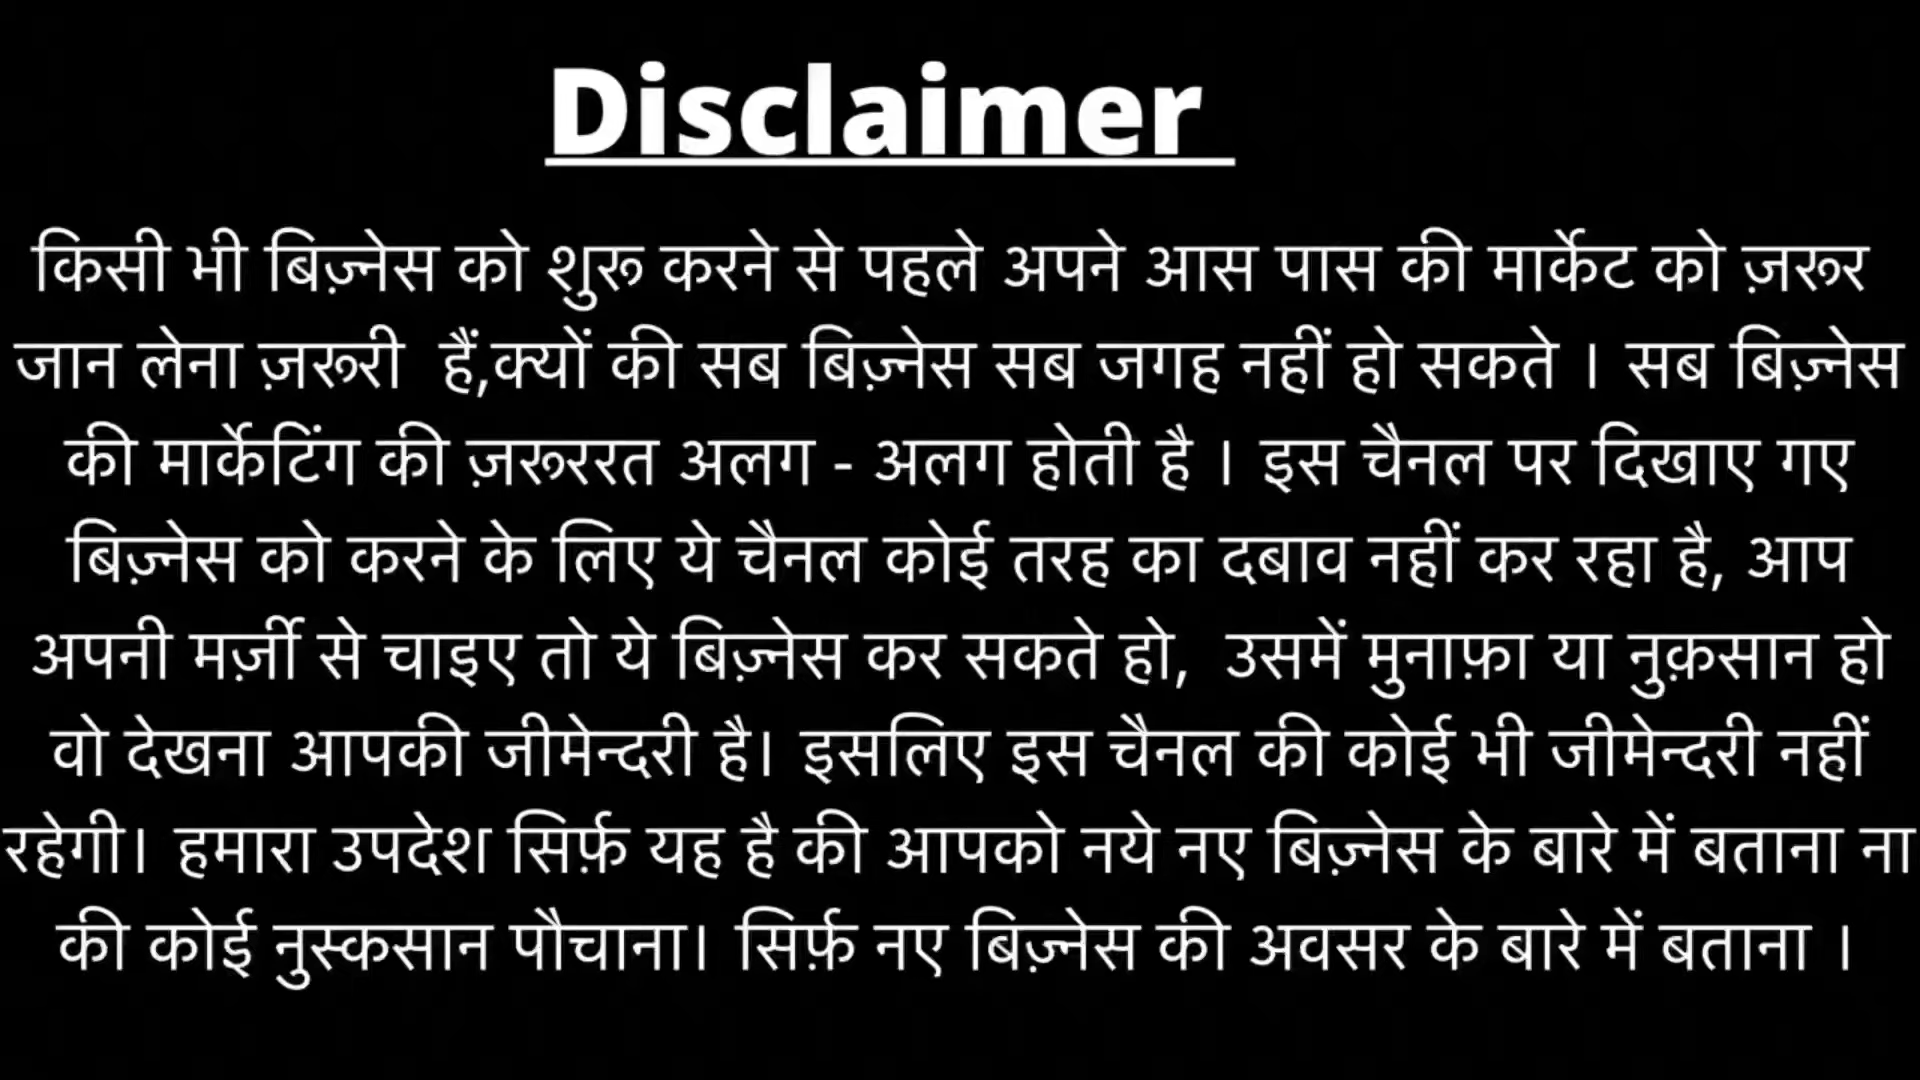 Disclaimer
किसी भी बिज़्नेस को शुरू करने से पहले अपने आस पास की मार्केट को ज़रूर
जान लेना ज़रूरी हैं,क्यों की सब बिज़्नेस सब जगह नहीं हो सकते । सब बिज़्नेस
की मार्केटिंग की ज़रूररत अलग - अलग होती है । इस चैनल पर दिखाए गए
बिज़्नेस को करने के लिए ये चैनल कोई तरह का दबाव नहीं कर रहा है, आप
अपनी मर्ज़ी से चाइए तो ये बिज़्नेस कर सकते हो, उसमें मुनाफ़ा या नुक़सान हो
वो देखना आपकी जीमेन्दरी है। इसलिए इस चैनल की कोई भी जीमेन्दरी नहीं
रहेगी। हमारा उपदेश सिर्फ़ यह है की आपको नये नए बिज़्नेस के बारे में बताना ना
की कोई नुस्कसान पौचाना। सिर्फ़ नए बिज़्नेस की अवसर के बारे में बताना ।